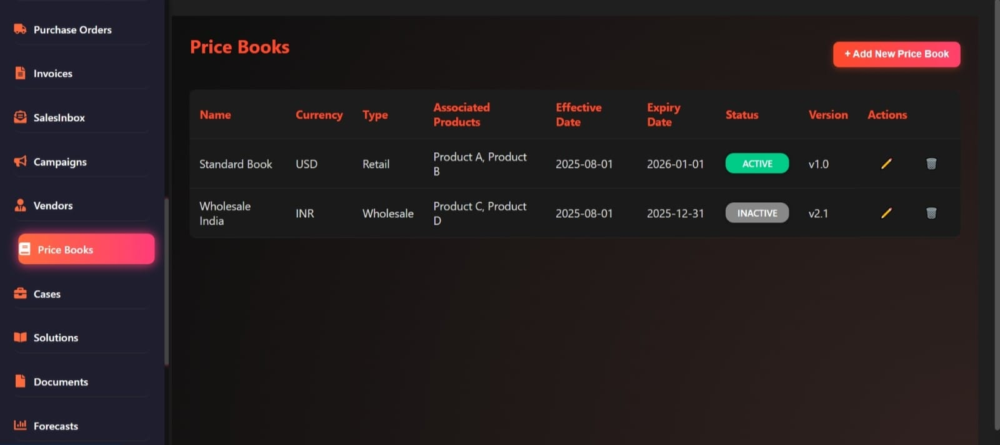 Purchase Orders
Invoices
SalesInbox
Campaigns
Vendors
Price Books
Cases
Solutions
Documents
Forecasts
Price Books
+ Add New Price Book
Name Currency Type Associated Products Effective Date Expiry Date Status Version Actions
Standard Book USD Retail Product A, Product B 2025-08-01 2026-01-01 ACTIVE v1.0
Wholesale India INR Wholesale Product C, Product D 2025-08-01 2025-12-31 INACTIVE v2.1